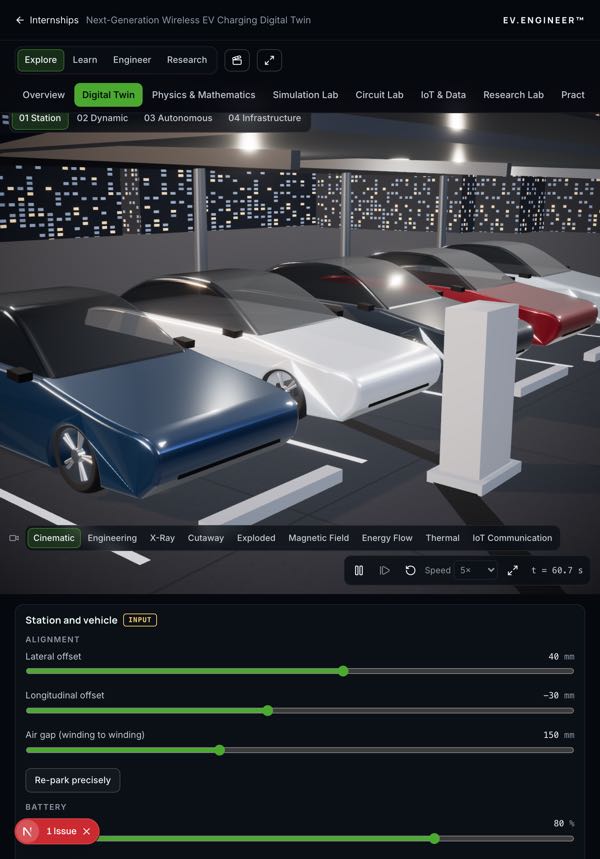 Internships Next-Generation Wireless EV Charging Digital Twin EV.ENGINEER™
Explore Learn Engineer Research
Overview Digital Twin Physics & Mathematics Simulation Lab Circuit Lab IoT & Data Research Lab Pract
01 Station 02 Dynamic 03 Autonomous 04 Infrastructure
Cinematic Engineering X-Ray Cutaway Exploded Magnetic Field Energy Flow Thermal IoT Communication
Speed 5× t = 60.7 s
Station and vehicle INPUT
ALIGNMENT
Lateral offset 40 mm
Longitudinal offset −30 mm
Air gap (winding to winding) 150 mm
Re-park precisely
BATTERY
80 %
N 1 Issue